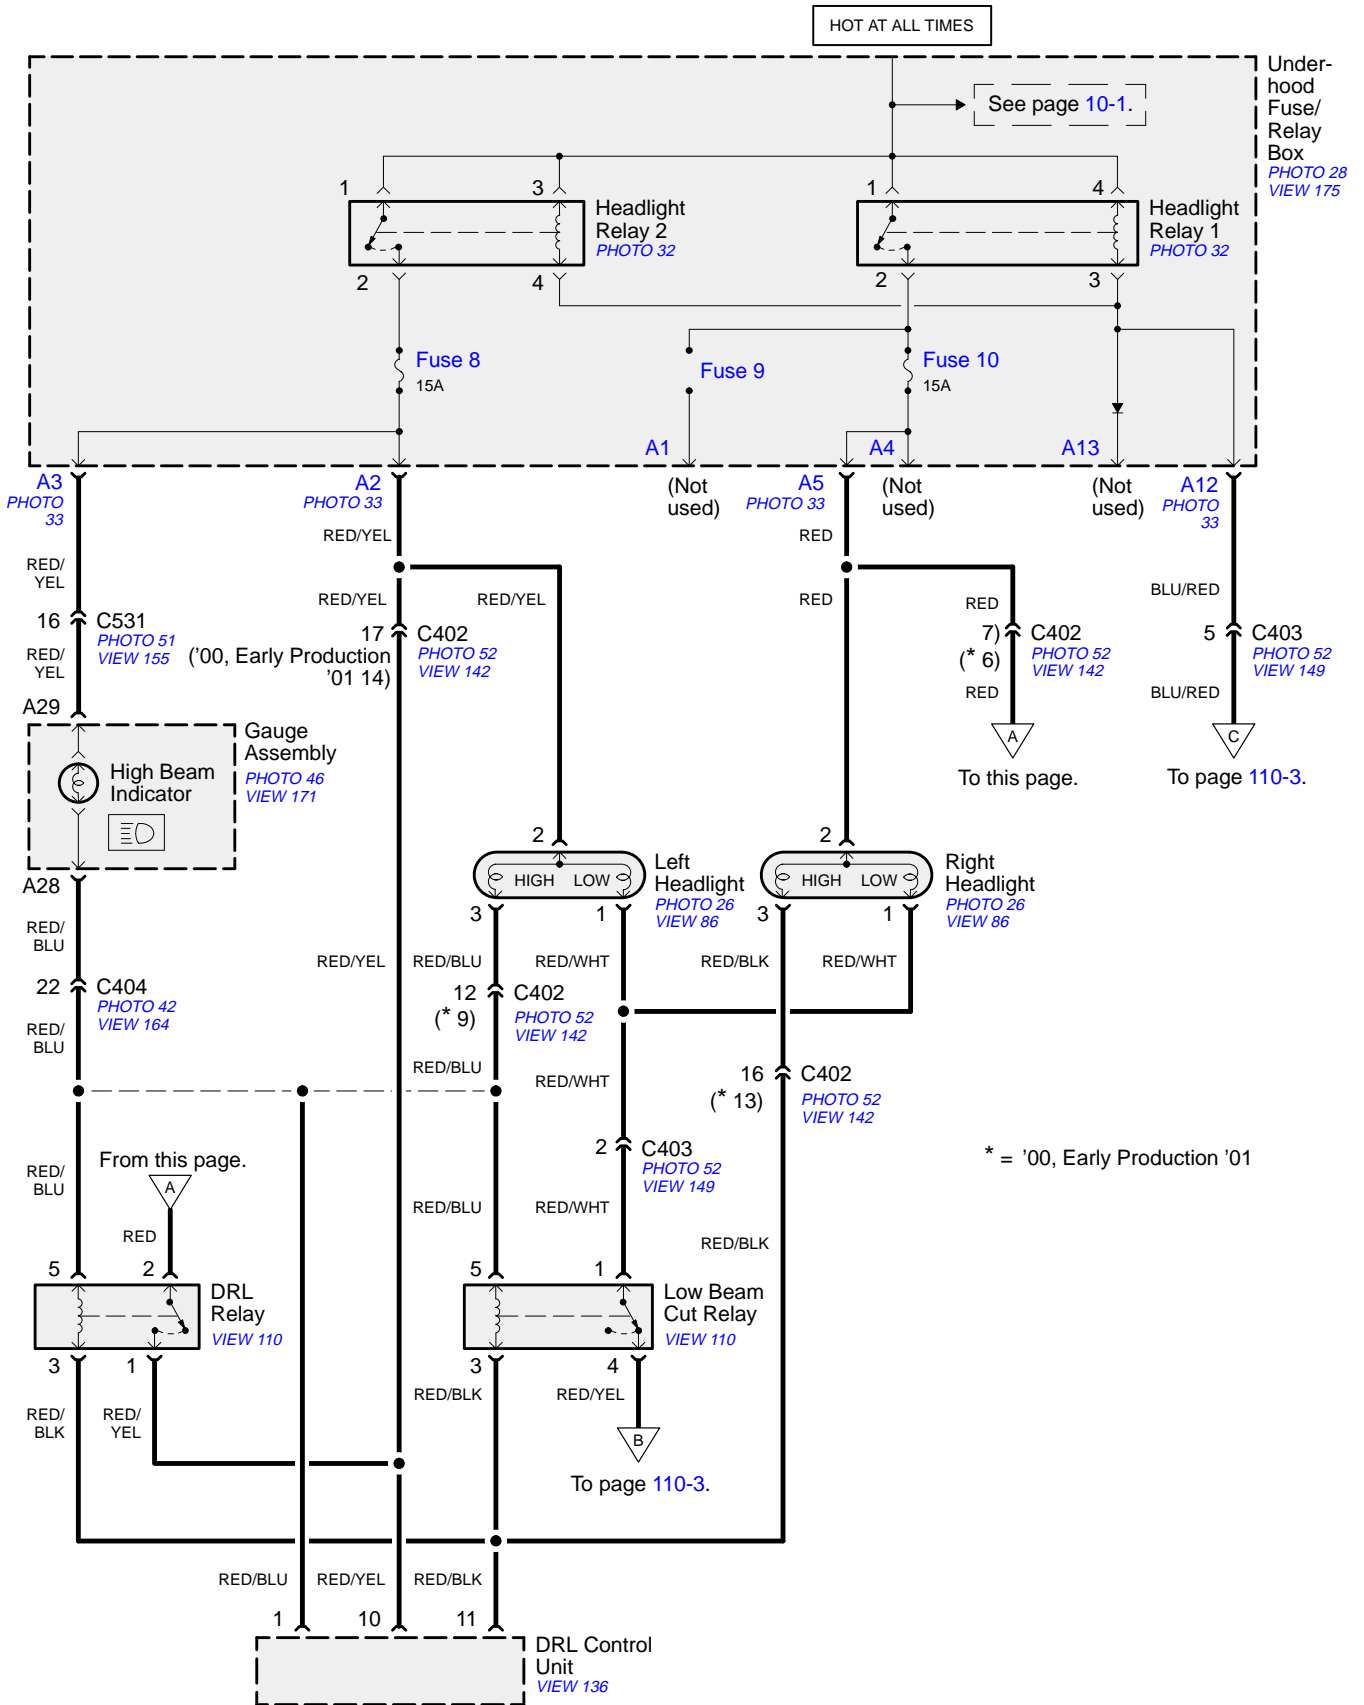 HOT AT ALL TIMES
Under-
hood
Fuse/
Relay
Box
PHOTO 28
VIEW 175
See page 10-1.
1
3
Headlight
Relay 2
PHOTO 32
2
4
1
4
Headlight
Relay 1
PHOTO 32
2
3
Fuse 8
15A
Fuse 9
Fuse 10
15A
A1
A4
A13
A3
PHOTO
33
A2
PHOTO 33
(Not
used)
A5
PHOTO 33
(Not
used)
(Not
used)
A12
PHOTO
33
RED/YEL
RED
RED/
YEL
RED/YEL
RED/YEL
RED
RED
BLU/RED
16
C531
PHOTO 51
VIEW 155
17
('00, Early Production
'01 14)
C402
PHOTO 52
VIEW 142
7)
(* 6)
C402
PHOTO 52
VIEW 142
5
C403
PHOTO 52
VIEW 149
RED/
YEL
RED
BLU/RED
A29
A
C
To this page.
To page 110-3.
Gauge
Assembly
PHOTO 46
VIEW 171
High Beam
Indicator
A28
2
HIGH
LOW
Left
Headlight
PHOTO 26
VIEW 86
3
1
2
HIGH
LOW
Right
Headlight
PHOTO 26
VIEW 86
3
1
RED/
BLU
RED/YEL
RED/BLU
RED/WHT
RED/BLK
RED/WHT
22
C404
PHOTO 42
VIEW 164
12
(* 9)
C402
PHOTO 52
VIEW 142
RED/
BLU
RED/BLU
RED/WHT
16
(* 13)
C402
PHOTO 52
VIEW 142
2
C403
PHOTO 52
VIEW 149
* = '00, Early Production '01
From this page.
A
RED/
BLU
RED
RED/BLU
RED/WHT
RED/BLK
5
2
DRL
Relay
VIEW 110
3
1
5
1
Low Beam
Cut Relay
VIEW 110
3
4
RED/BLK
RED/YEL
RED/
BLK
RED/
YEL
B
To page 110-3.
RED/BLU
RED/YEL
RED/BLK
1
10
11
DRL Control
Unit
VIEW 136